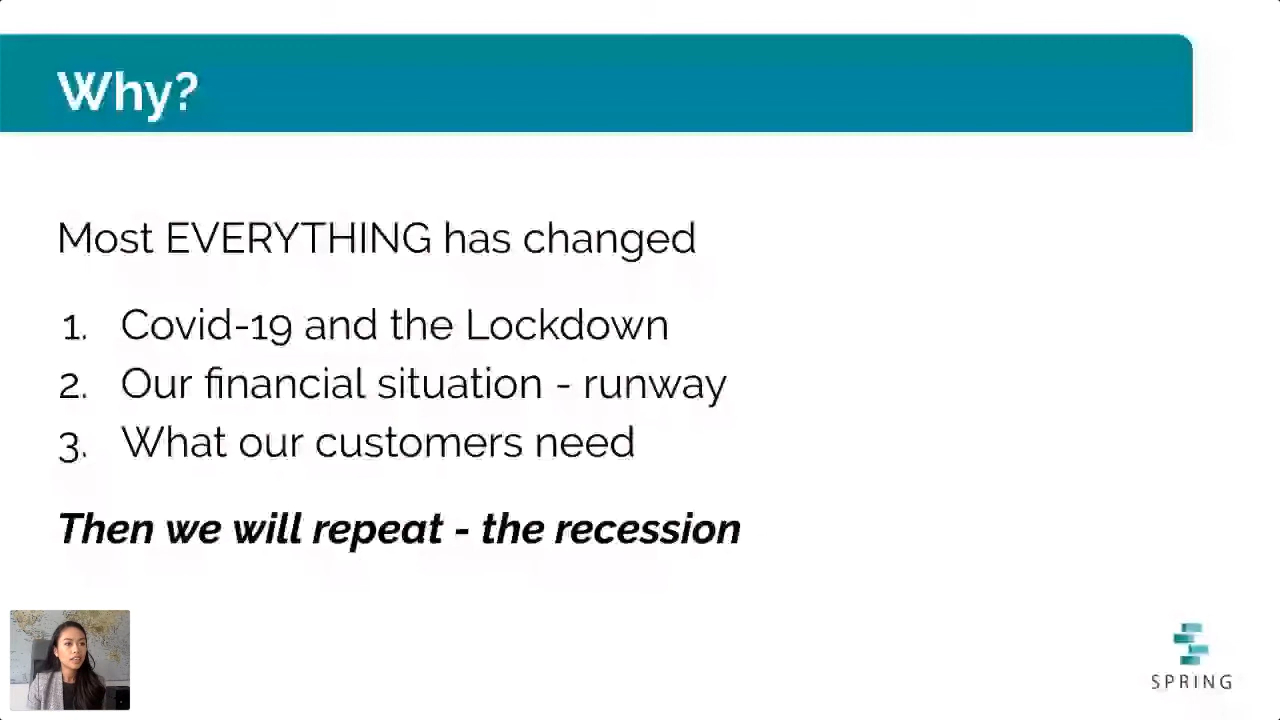 Why?
Most EVERYTHING has changed
1. Covid-19 and the Lockdown
2. Our financial situation - runway
3. What our customers need
Then we will repeat - the recession
SPRING